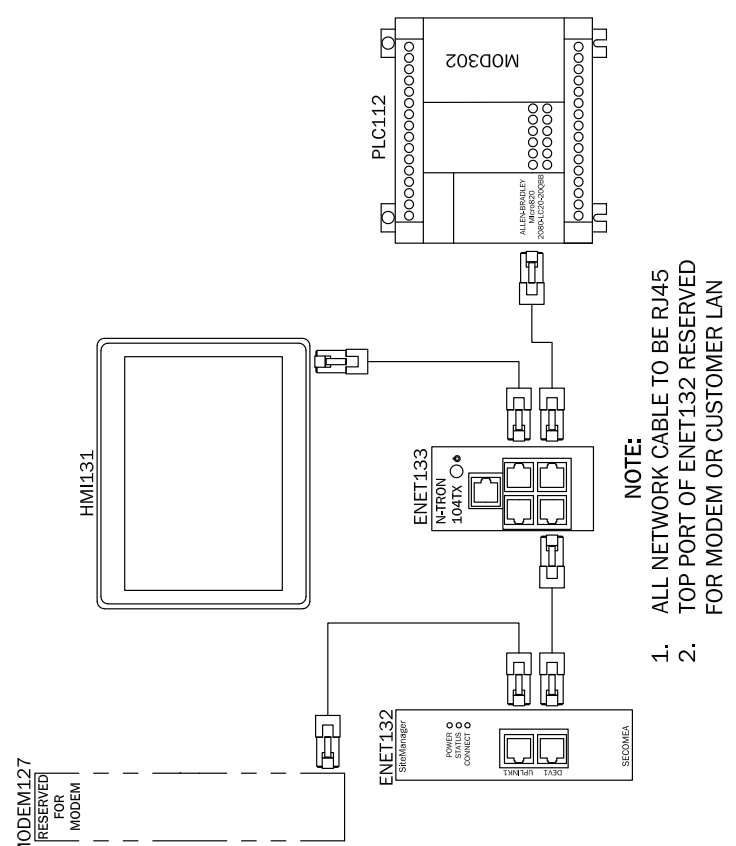 MOD302
PLC112
ALLEN-BRADLEY
Micro820
2080-LC20-20QBB
HMI131
ENET133
N-TRON
104TX
ENET132
SiteManager
POWER
STATUS
CONNECT
UPLINK1
DEV1
SECOMEA
MODEM127
RESERVED
FOR
MODEM
NOTE:
1. ALL NETWORK CABLE TO BE RJ45
2. TOP PORT OF ENET132 RESERVED
FOR MODEM OR CUSTOMER LAN